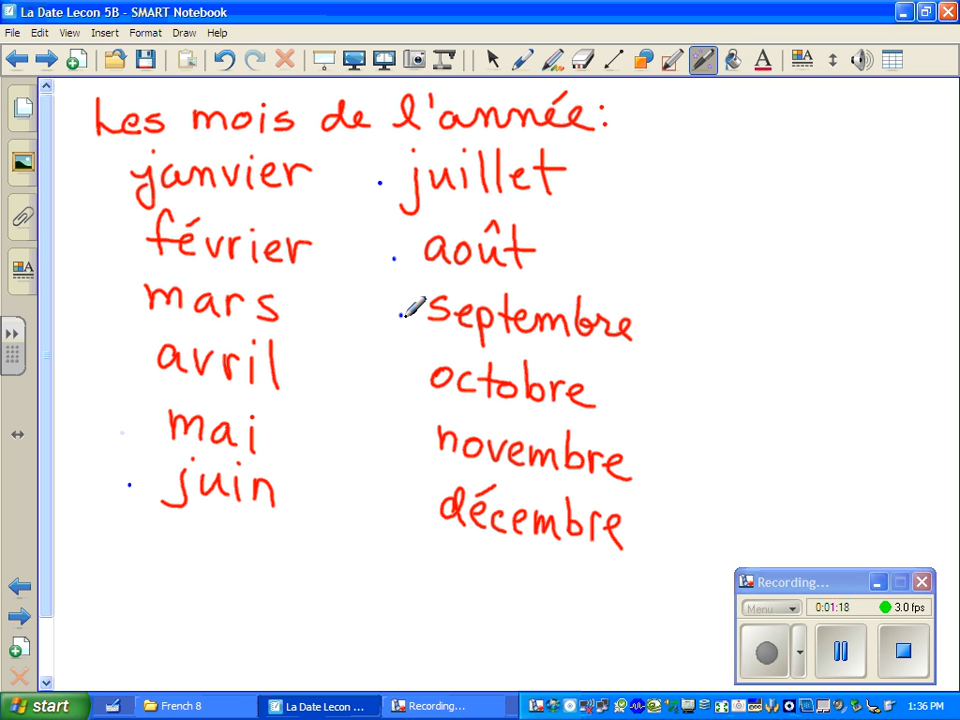 La Date Lecon 5B - SMART Notebook
File Edit View Insert Format Draw Help
Les mois de l'année:
janvier
février
mars
avril
mai
juin
juillet
août
septembre
octobre
novembre
décembre
Recording...
Menu
0:01:18
3.0 fps
start
French 8
La Date Lecon ...
Recording...
1:36 PM